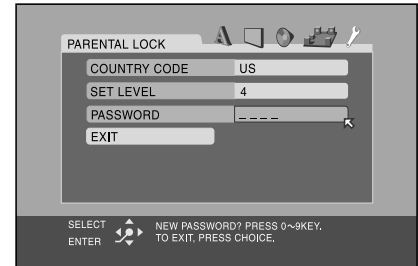 PARENTAL LOCK
COUNTRY CODE US
SET LEVEL 4
PASSWORD _ _ _ _
EXIT
SELECT NEW PASSWORD? PRESS 0~9KEY.
ENTER TO EXIT, PRESS CHOICE.